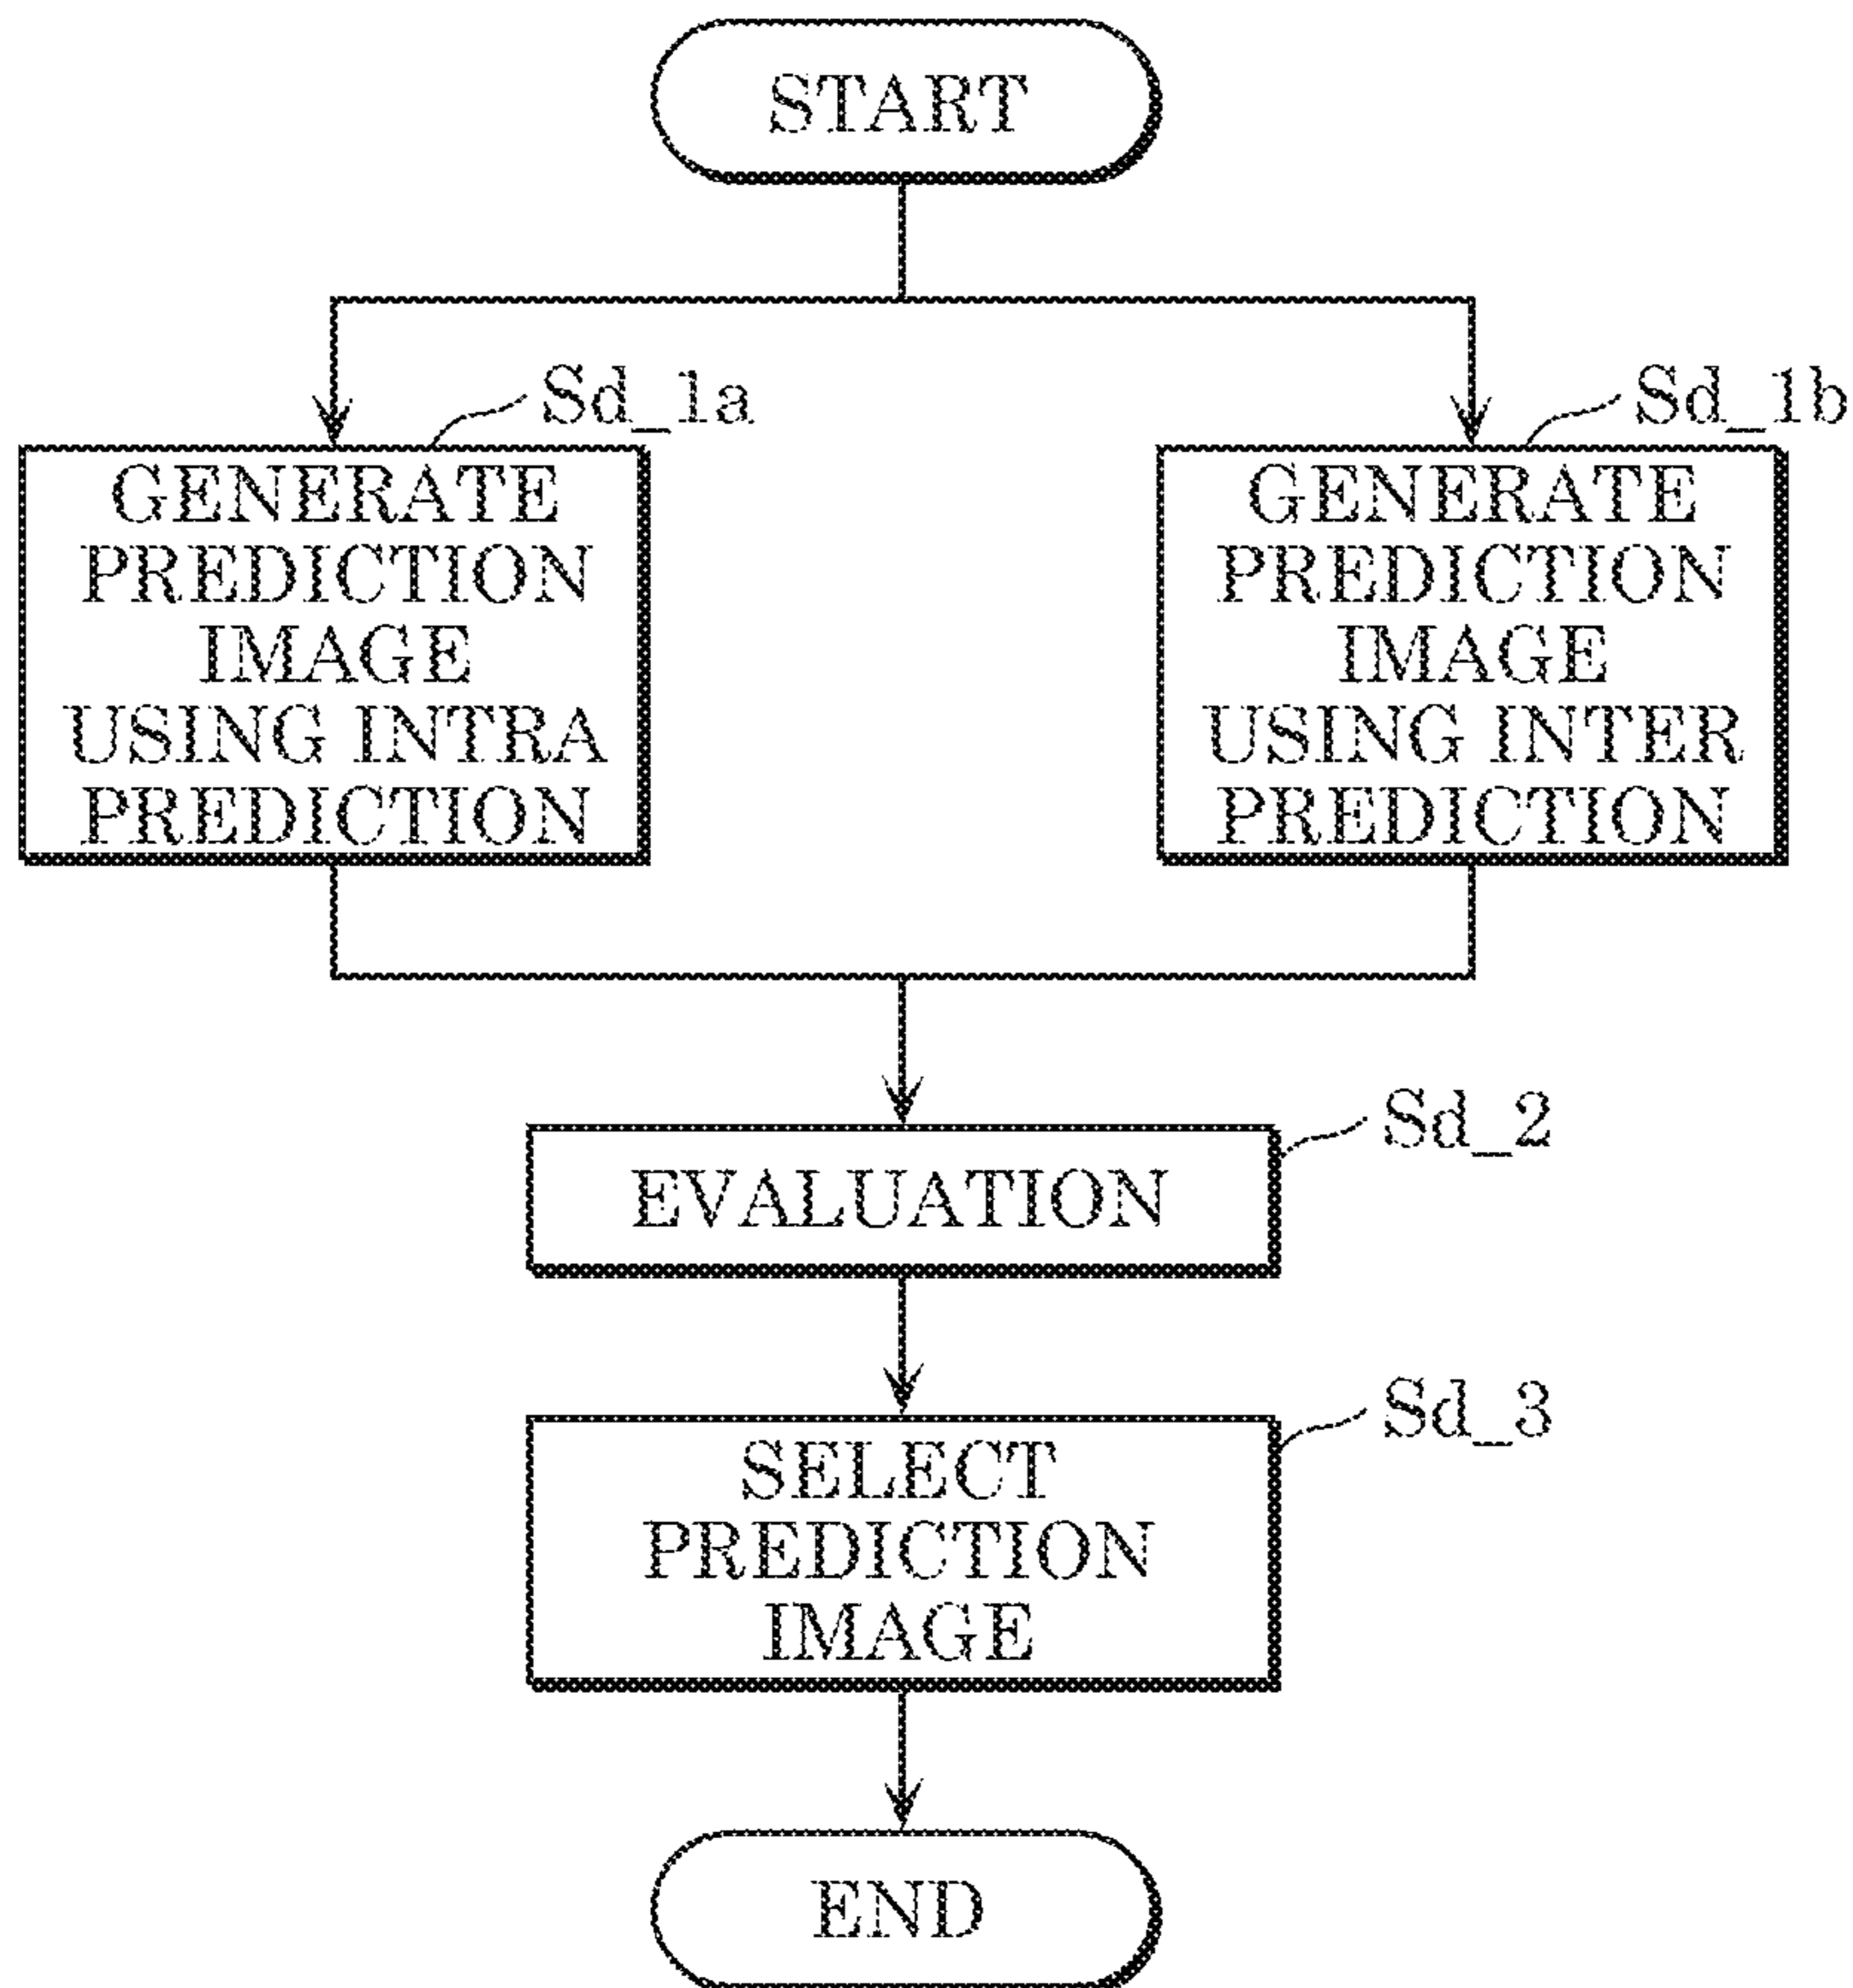 START
Sd_1a
GENERATE
PREDICTION
IMAGE
USING INTRA
PREDICTION
Sd_1b
GENERATE
PREDICTION
IMAGE
USING INTER
PREDICTION
Sd_2
EVALUATION
Sd_3
SELECT
PREDICTION
IMAGE
END